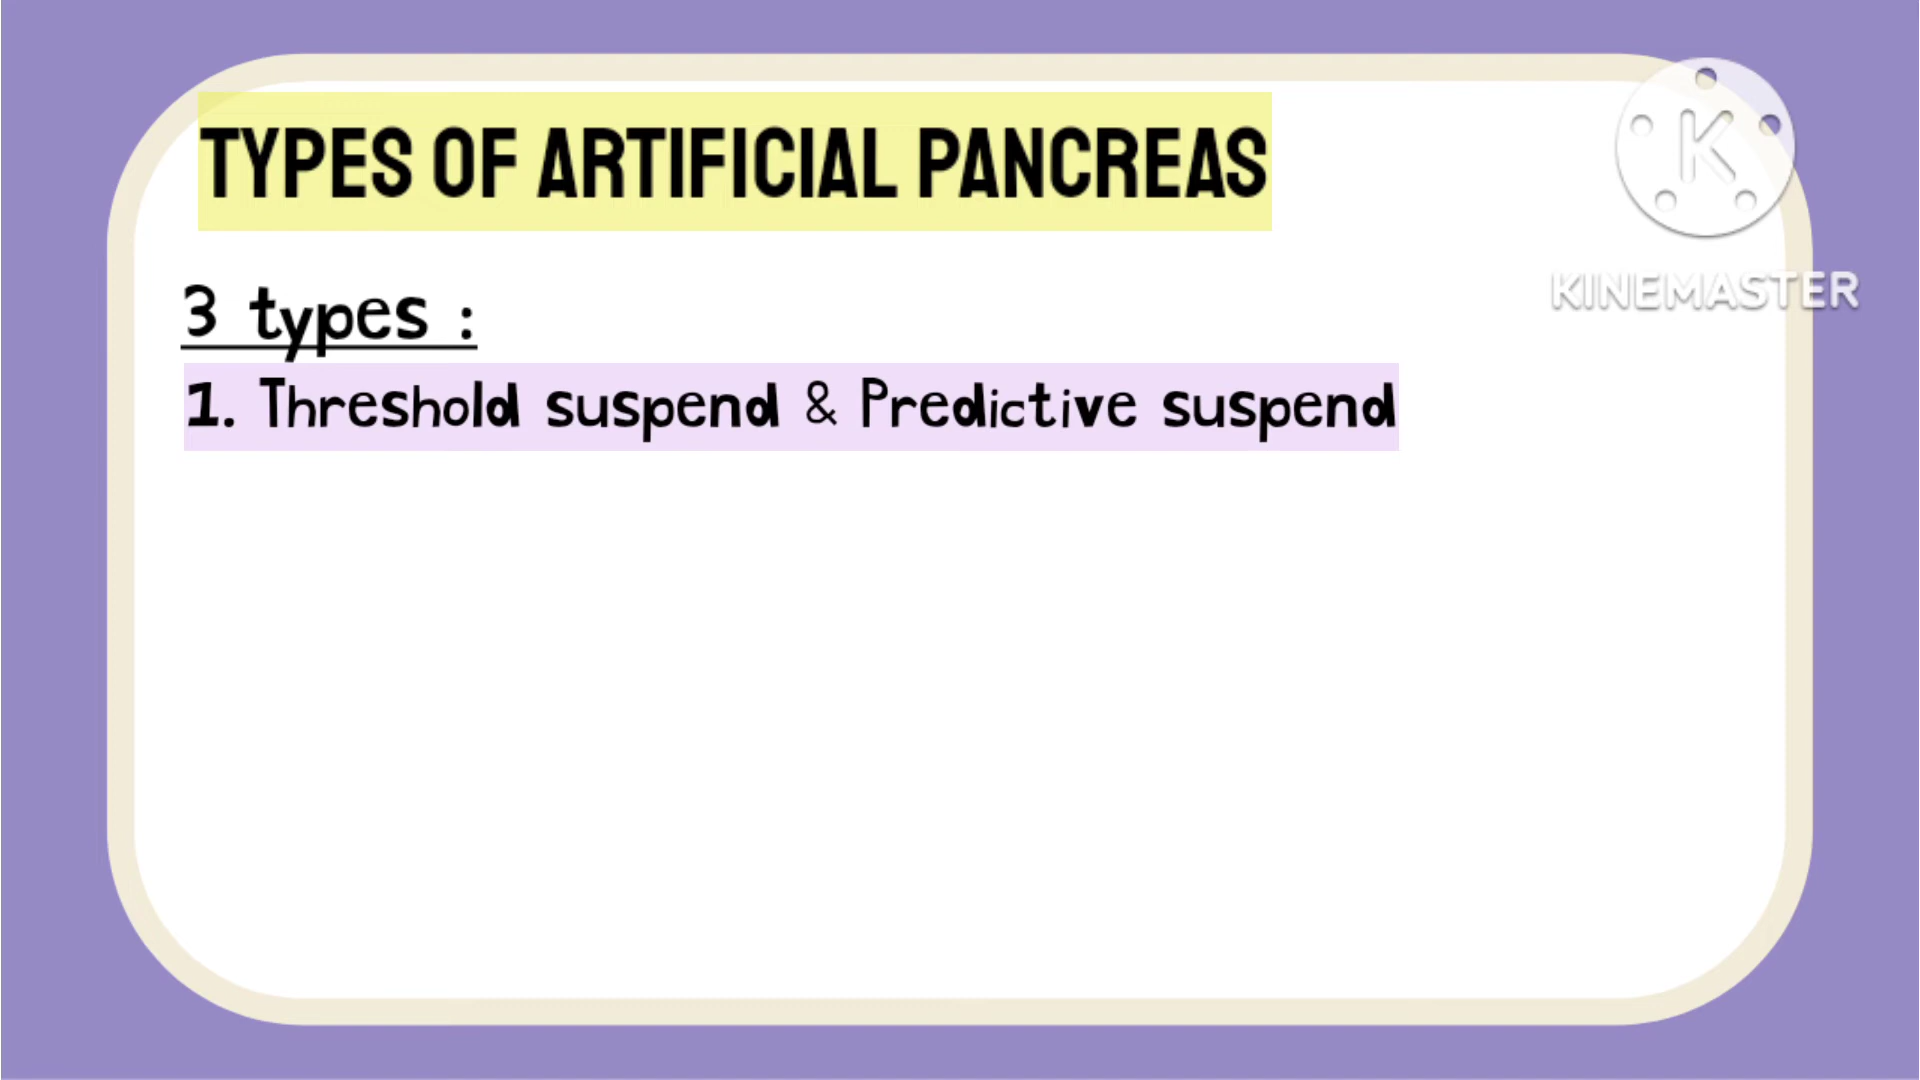 TYPES OF ARTIFICIAL PANCREAS
K
KINEMASTER
3 types :
1. Threshold suspend & Predictive suspend